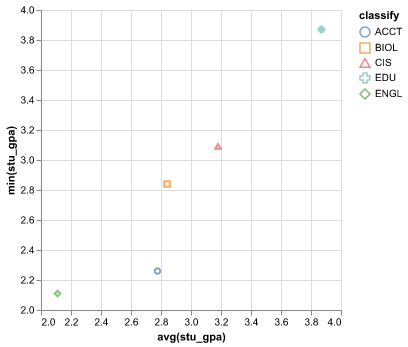 4.0
3.8
3.6
3.4
3.2
3.0
2.8
2.6
2.4
2.2
2.0
min(stu_gpa)
2.0 2.2 2.4 2.6 2.8 3.0 3.2 3.4 3.6 3.8 4.0
avg(stu_gpa)
classify
ACCT
BIOL
CIS
EDU
ENGL